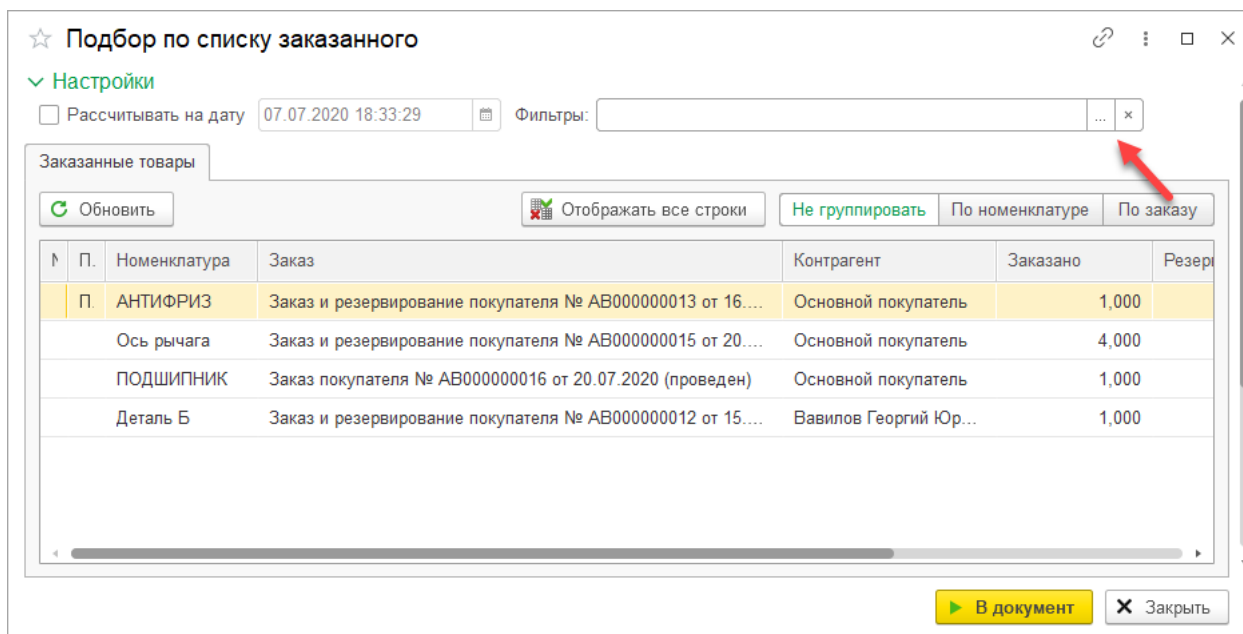 Подбор по списку заказанного
Настройки
Рассчитывать на дату 07.07.2020 18:33:29 Фильтры: ... ×
Заказанные товары
Обновить Отображать все строки Не группировать По номенклатуре По заказу
N П. Номенклатура Заказ Контрагент Заказано Резерв
П. АНТИФРИЗ Заказ и резервирование покупателя № АВ000000013 от 16.... Основной покупатель 1,000
Ось рычага Заказ и резервирование покупателя № АВ000000015 от 20.... Основной покупатель 4,000
ПОДШИПНИК Заказ покупателя № АВ000000016 от 20.07.2020 (проведен) Основной покупатель 1,000
Деталь Б Заказ и резервирование покупателя № АВ000000012 от 15.... Вавилов Георгий Юр... 1,000
В документ Закрыть